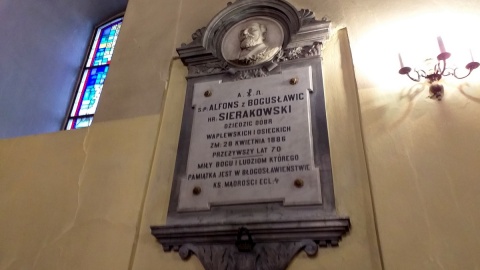 A. ☧ Ω.
Ś.P. ALFONS Z BOGUSŁAWIC
HR: SIERAKOWSKI
DZIEDZIC DÓBR
WAPLEWSKICH I OSIECKICH
ZM: 28 KWIETNIA 1886
PRZEŻYWSZY LAT 70
MIŁY BOGU I LUDZIOM KTÓREGO
PAMIĄTKA JEST W BŁOGOSŁAWIEŃSTWIE.
KS. MĄDROŚCI ECL: